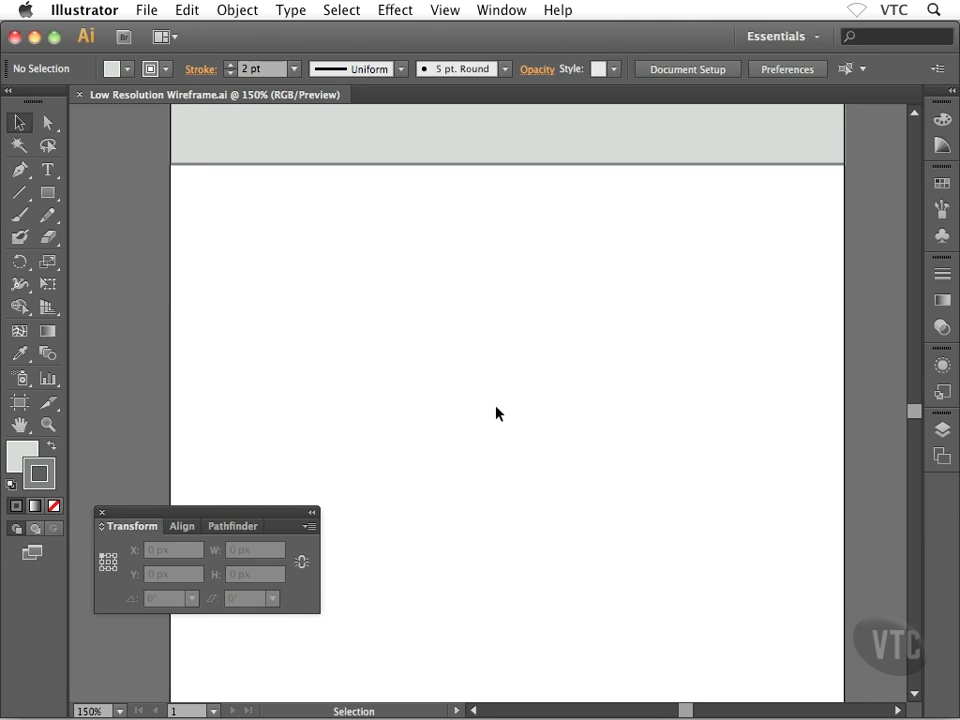 Illustrator File Edit Object Type Select Effect View Window Help VTC
Ai Br Essentials
No Selection Stroke: 2 pt Uniform 5 pt. Round Opacity Style: Document Setup Preferences
× Low Resolution Wireframe.ai @ 150% (RGB/Preview)
T
Transform Align Pathfinder
X: 0 px W: 0 px
Y: 0 px H: 0 px
0° 0°
VTC
150% 1 Selection